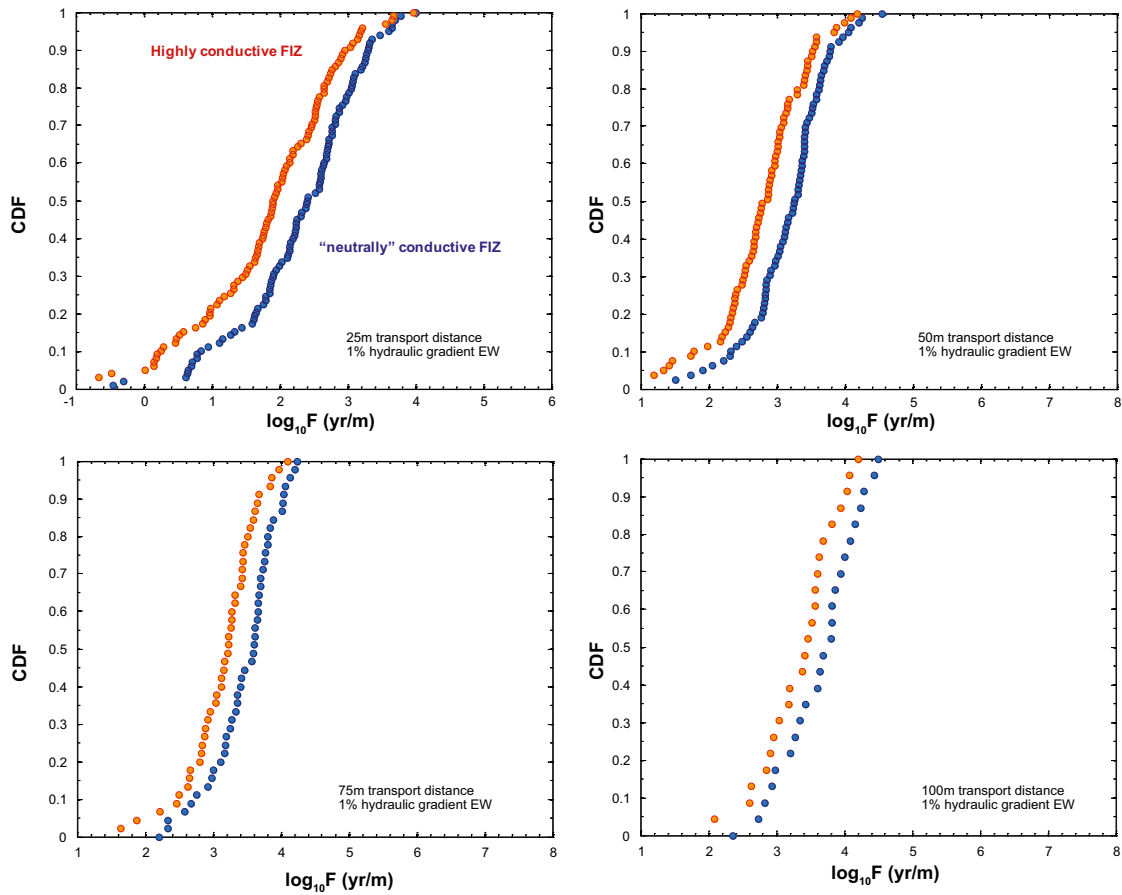 1
0.9
0.8
0.7
0.6
0.5
0.4
0.3
0.2
0.1
0
CDF
Highly conductive FIZ
“neutrally” conductive FIZ
25m transport distance
1% hydraulic gradient EW
-1 0 1 2 3 4 5 6
log10F (yr/m)
1
0.9
0.8
0.7
0.6
0.5
0.4
0.3
0.2
0.1
0
CDF
50m transport distance
1% hydraulic gradient EW
1 2 3 4 5 6 7 8
log10F (yr/m)
1
0.9
0.8
0.7
0.6
0.5
0.4
0.3
0.2
0.1
0
CDF
75m transport distance
1% hydraulic gradient EW
1 2 3 4 5 6 7 8
log10F (yr/m)
1
0.9
0.8
0.7
0.6
0.5
0.4
0.3
0.2
0.1
0
CDF
100m transport distance
1% hydraulic gradient EW
1 2 3 4 5 6 7 8
log10F (yr/m)